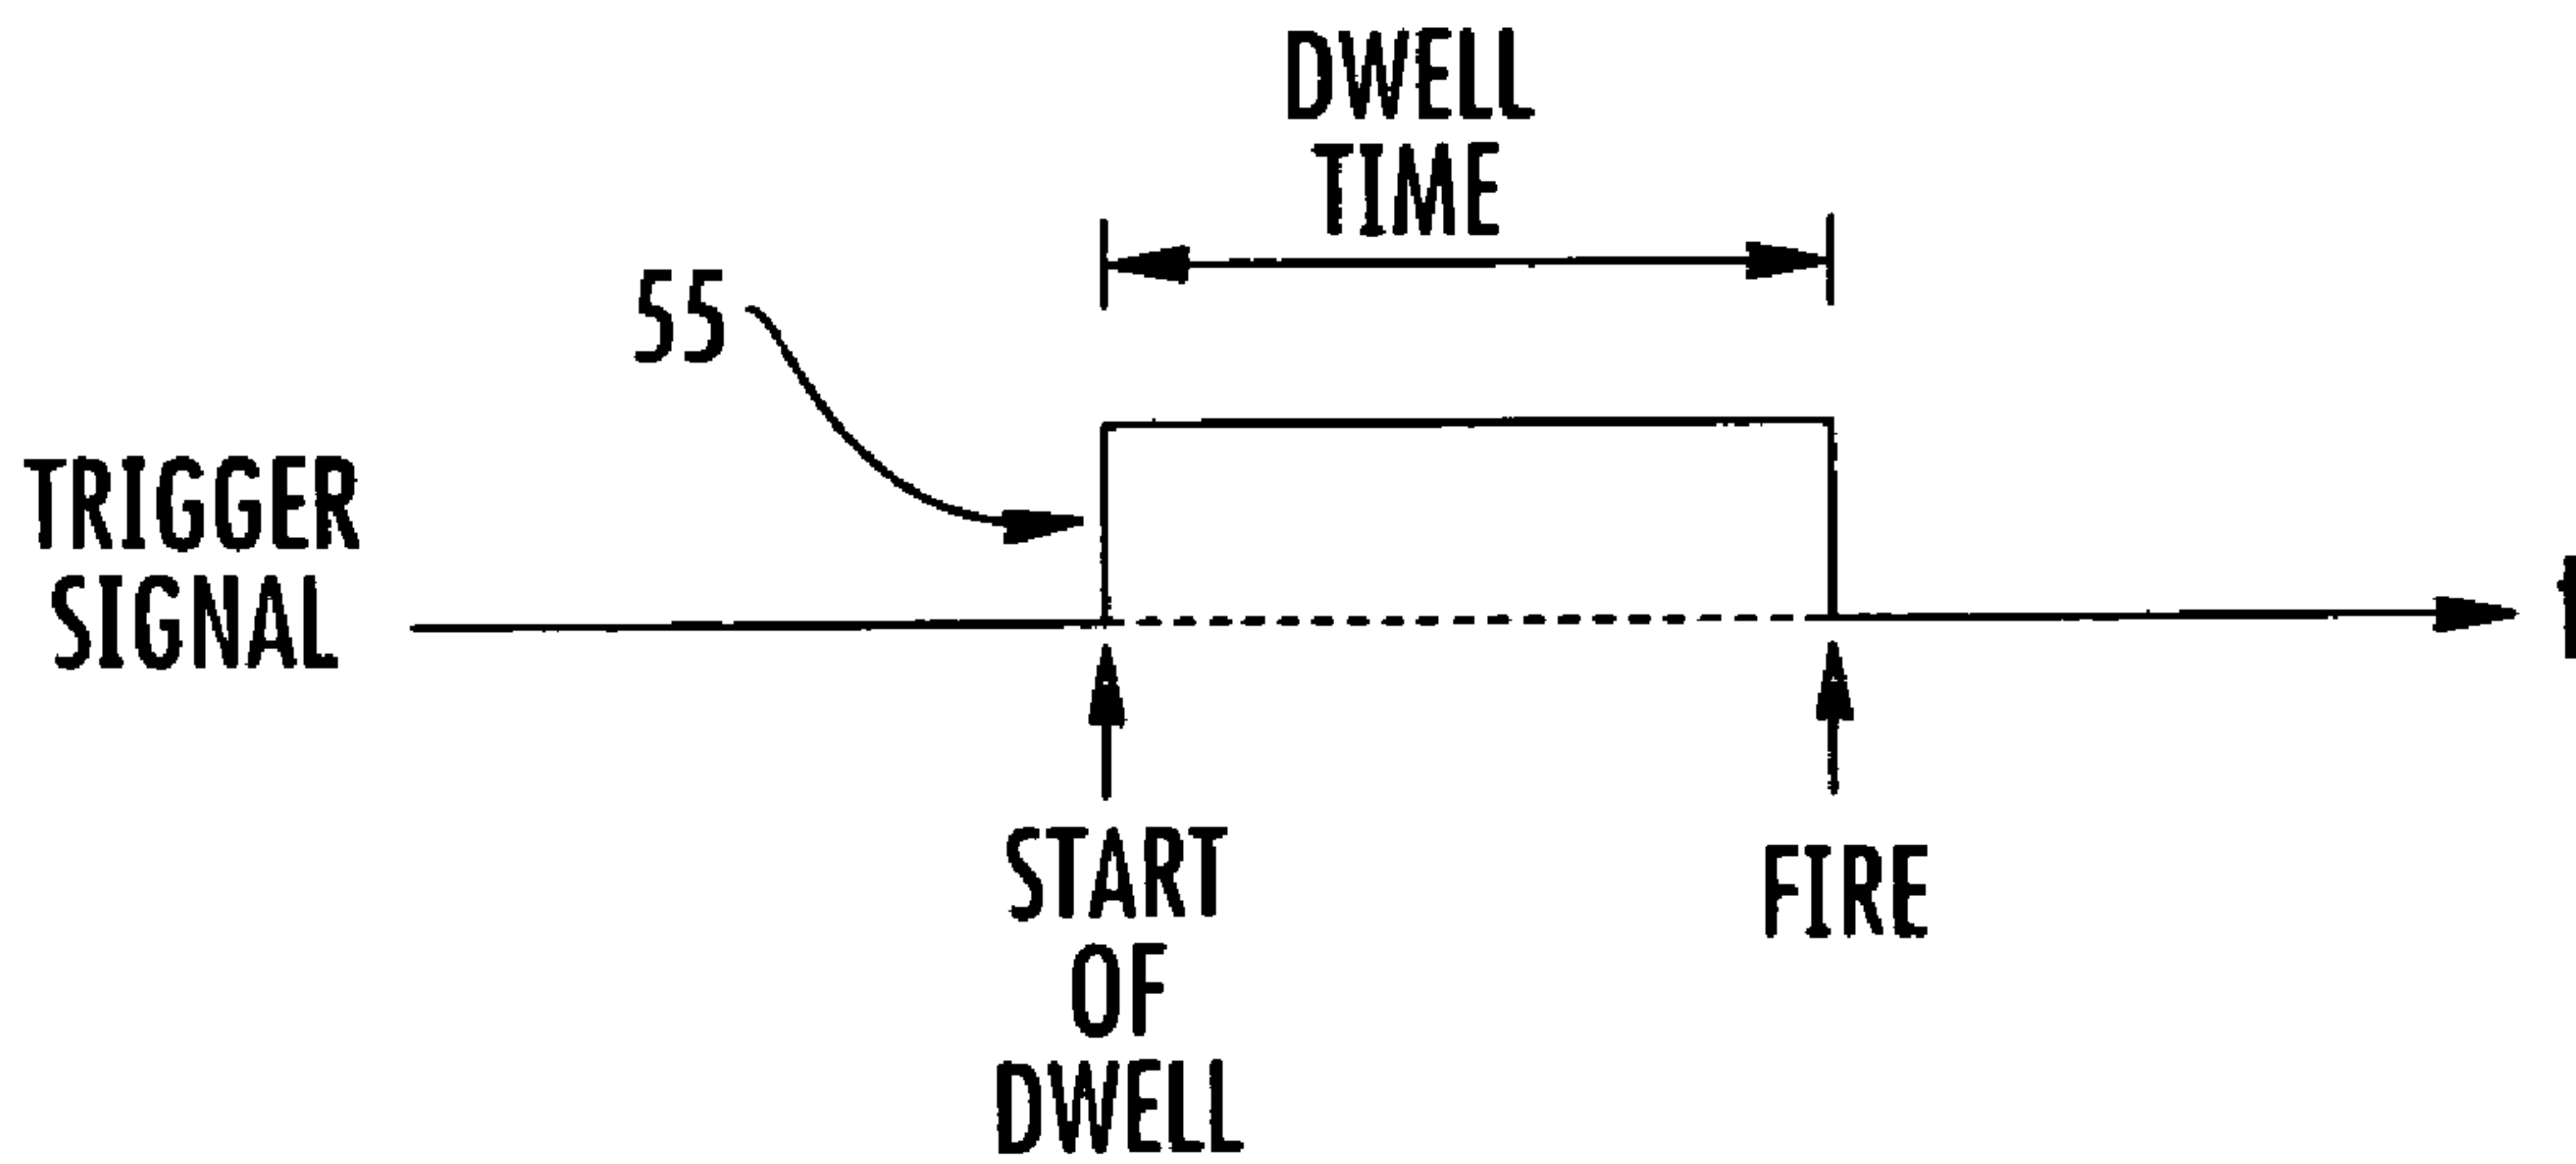 DWELL
TIME
55
TRIGGER
SIGNAL
t
START
OF
DWELL
FIRE